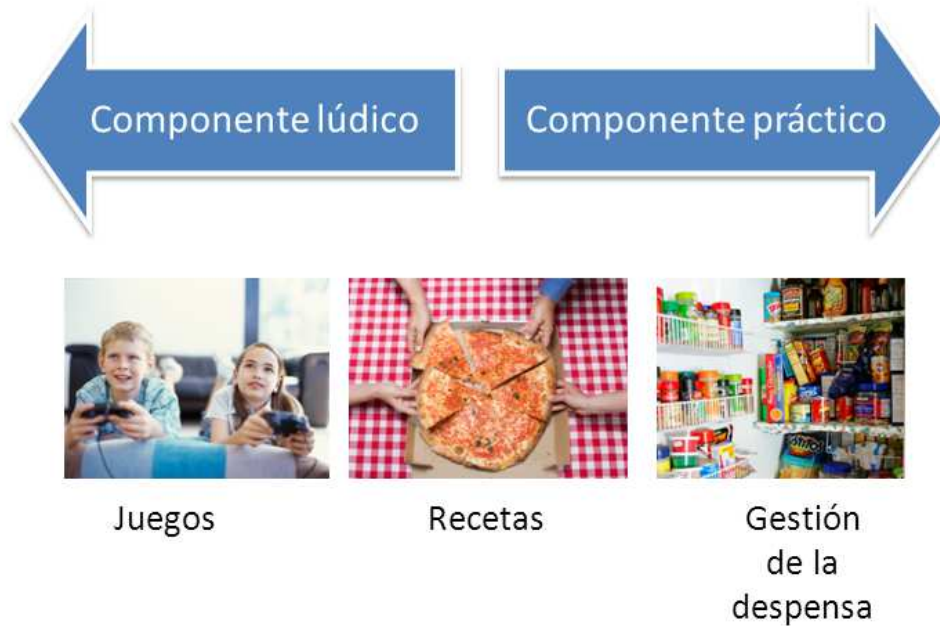 Componente lúdico
Componente práctico
Juegos
Recetas
Gestión
de la
despensa